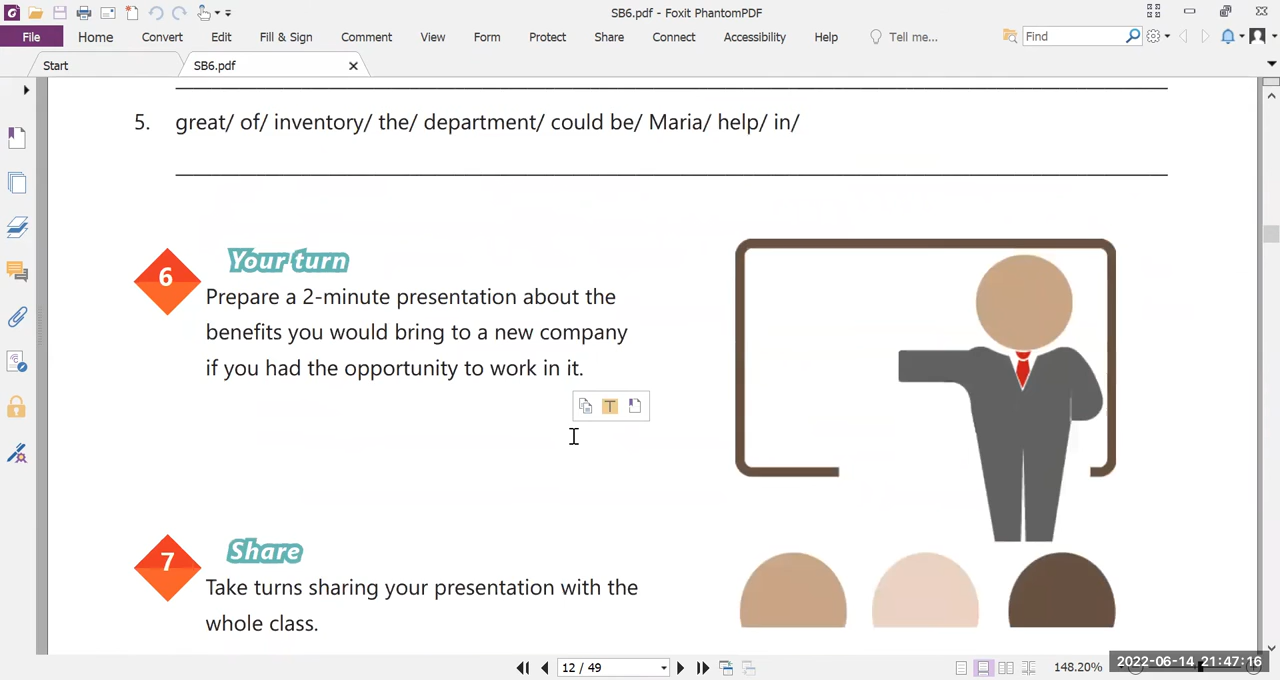 SB6.pdf - Foxit PhantomPDF
File Home Convert Edit Fill & Sign Comment View Form Protect Share Connect Accessibility Help Tell me... Find
Start SB6.pdf
5. great/ of/ inventory/ the/ department/ could be/ Maria/ help/ in/
6 Your turn
Prepare a 2-minute presentation about the
benefits you would bring to a new company
if you had the opportunity to work in it.
7 Share
Take turns sharing your presentation with the
whole class.
12 / 49 148.20% 2022-06-14 21:47:16